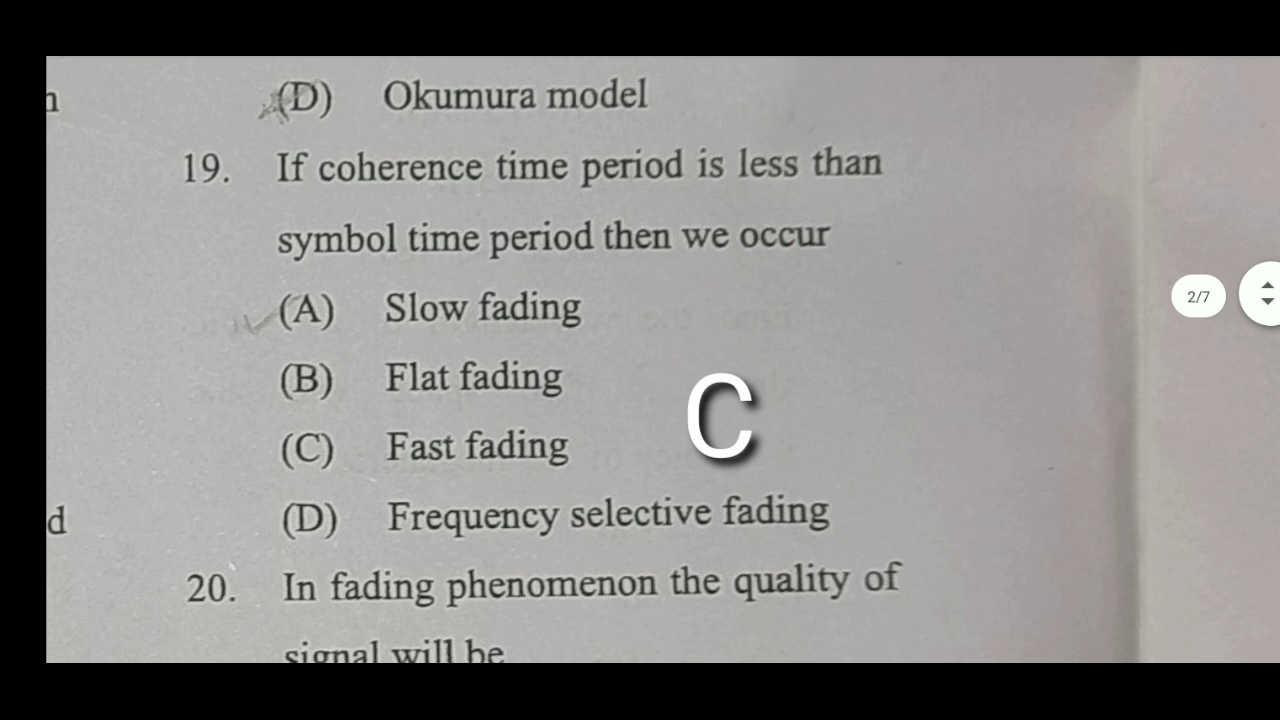 n
(D) Okumura model
19. If coherence time period is less than
symbol time period then we occur
(A) Slow fading
(B) Flat fading
C
(C) Fast fading
d
(D) Frequency selective fading
20. In fading phenomenon the quality of
signal will be
2/7